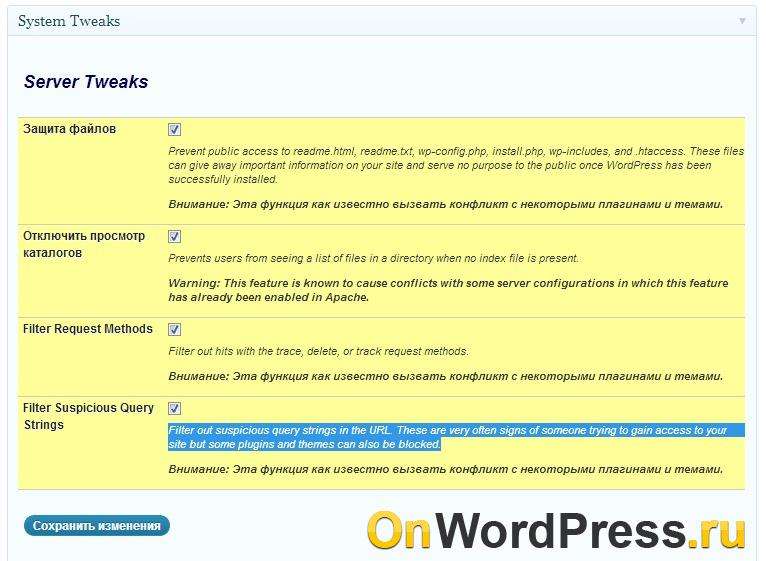 System Tweaks
Server Tweaks
Защита файлов
Prevent public access to readme.html, readme.txt, wp-config.php, install.php, wp-includes, and .htaccess. These files
can give away important information on your site and serve no purpose to the public once WordPress has been
successfully installed.
Внимание: Эта функция как известно вызвать конфликт с некоторыми плагинами и темами.
Отключить просмотр
каталогов
Prevents users from seeing a list of files in a directory when no index file is present.
Warning: This feature is known to cause conflicts with some server configurations in which this feature
has already been enabled in Apache.
Filter Request Methods
Filter out hits with the trace, delete, or track request methods.
Внимание: Эта функция как известно вызвать конфликт с некоторыми плагинами и темами.
Filter Suspicious Query
Strings
Filter out suspicious query strings in the URL. These are very often signs of someone trying to gain access to your
site but some plugins and themes can also be blocked.
Внимание: Эта функция как известно вызвать конфликт с некоторыми плагинами и темами.
Сохранить изменения
OnWordPress.ru